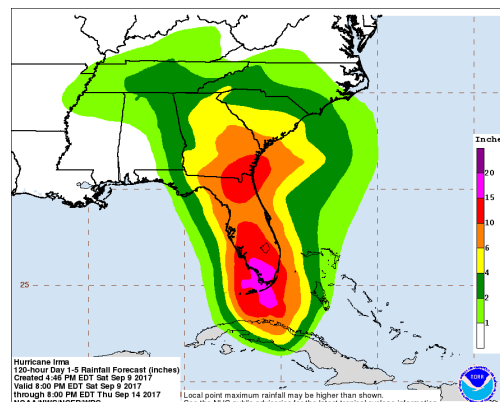 Inches
20
15
10
6
4
2
1
25
Hurricane Irma
120-hour Day 1-5 Rainfall Forecast (inches)
Created 4:46 PM EDT Sat Sep 9 2017
Valid 8:00 PM EDT Sat Sep 9 2017
through 8:00 PM EDT Thu Sep 14 2017
Local point maximum rainfall may be higher than shown.